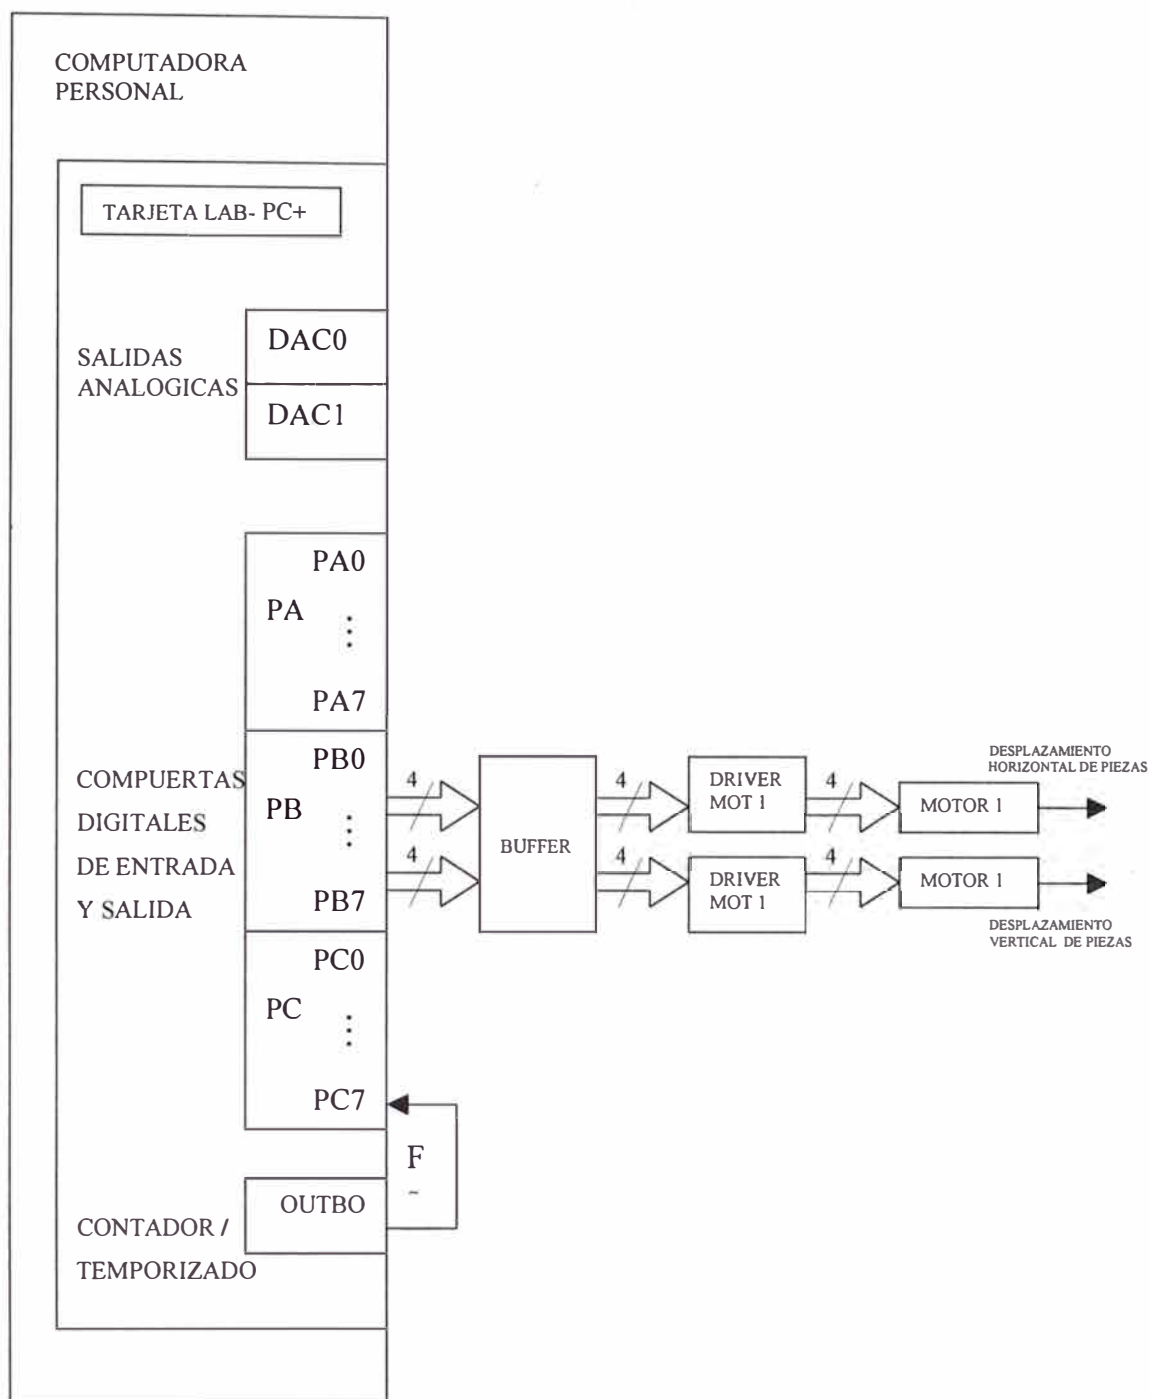 COMPUTADORA
PERSONAL
TARJETA LAB- PC+
SALIDAS
ANALOGICAS
DAC0
DAC1
PA0
PA
PA7
COMPUERTAS
DIGITALES
DE ENTRADA
Y SALIDA
PB0
PB
PB7
4
4
BUFFER
4
4
DRIVER
MOT 1
DRIVER
MOT 1
4
4
MOTOR 1
MOTOR 1
DESPLAZAMIENTO
HORIZONTAL DE PIEZAS
DESPLAZAMIENTO
VERTICAL DE PIEZAS
PC0
PC
PC7
F
~
CONTADOR /
TEMPORIZADO
OUTBO